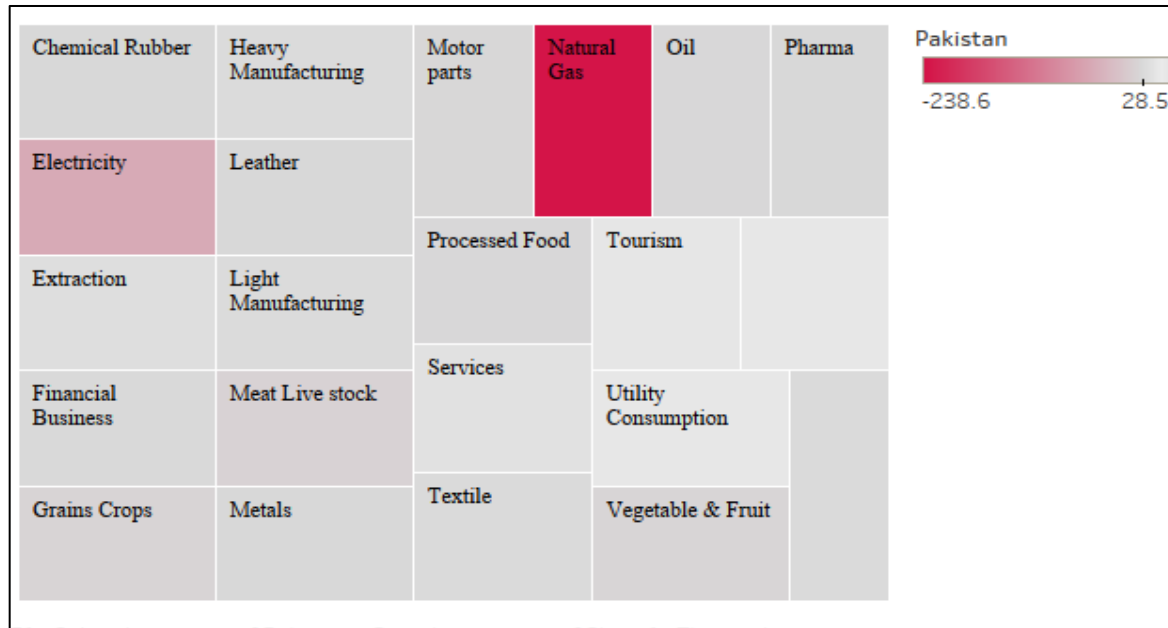 Chemical Rubber
Heavy
Manufacturing
Motor
parts
Natural
Gas
Oil
Pharma
Electricity
Leather
Processed Food
Tourism
Extraction
Light
Manufacturing
Services
Financial
Business
Meat Live stock
Utility
Consumption
Grains Crops
Metals
Textile
Vegetable & Fruit
Pakistan
-238.6
28.5